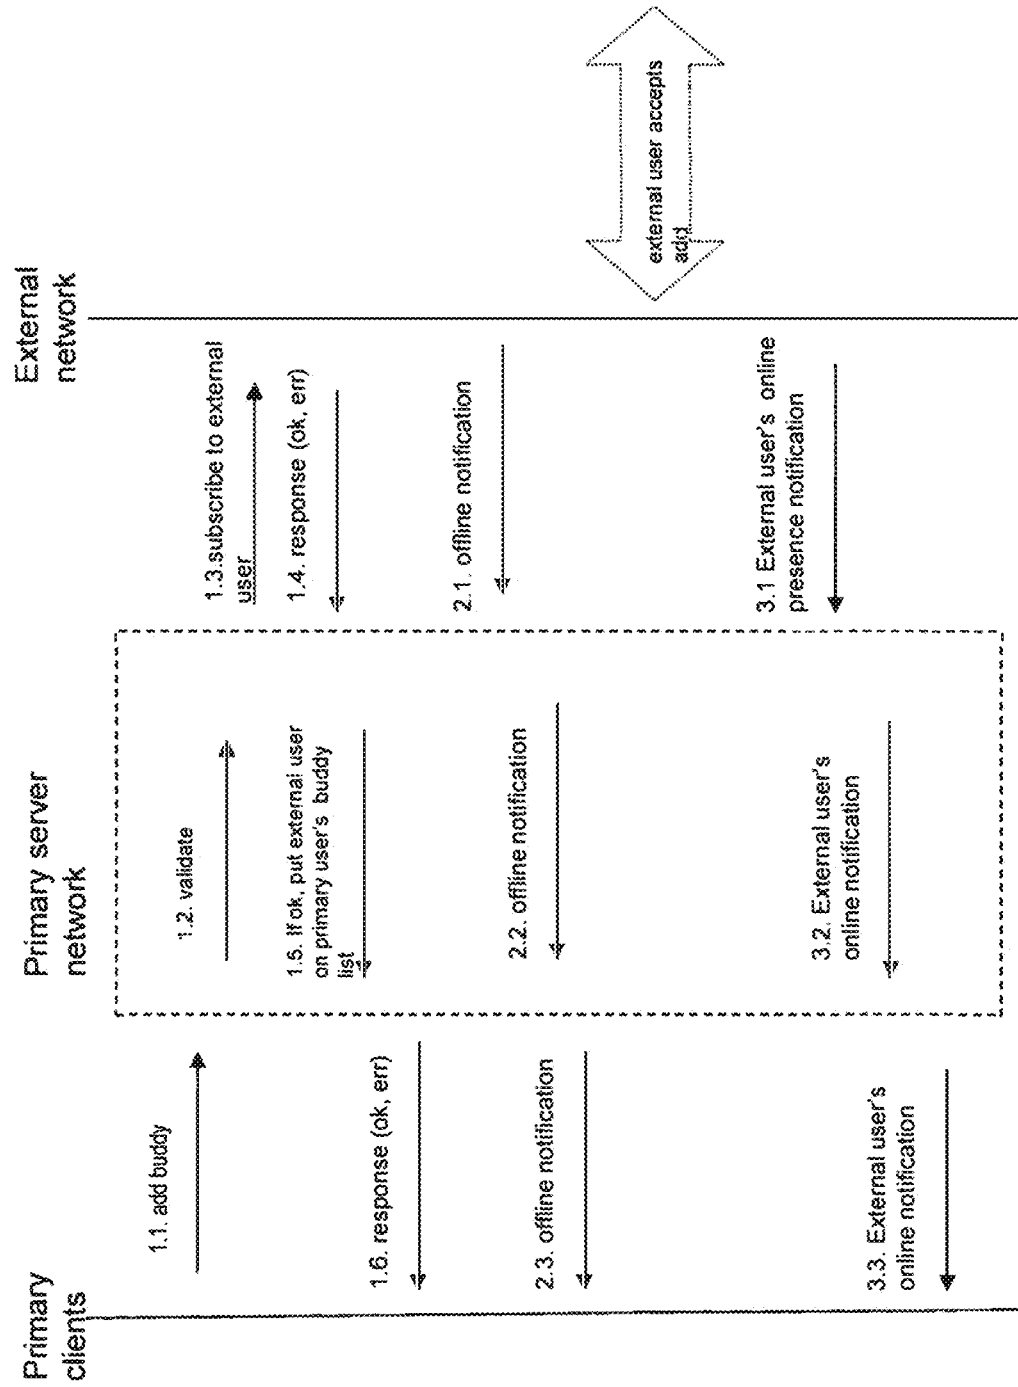 Primary
clients
Primary server
network
External
network
1.1. add buddy
1.2. validate
1.3.subscribe to external
user
1.4. response (ok, err)
1.5. If ok, put external user
on primary user's buddy
list
1.6. response (ok, err)
2.1. offline notification
2.2. offline notification
2.3. offline notification
external user accepts
add
3.1 External user's online
presence notification
3.2. External user's
online notification
3.3. External user's
online notification